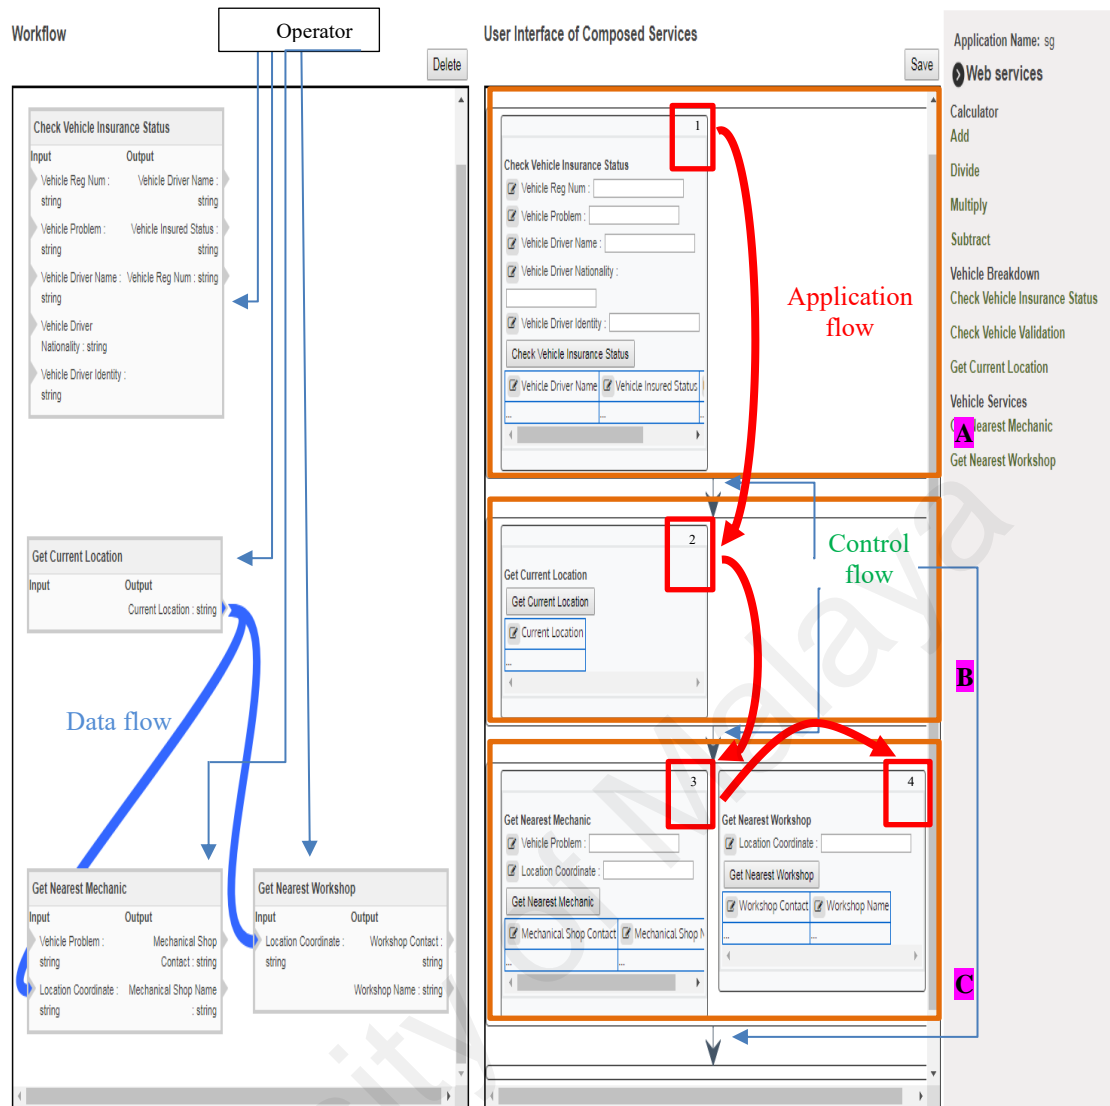 Workflow
Operator
Delete
Check Vehicle Insurance Status
Input Output
Vehicle Reg Num : Vehicle Driver Name :
string string
Vehicle Problem : Vehicle Insured Status :
string string
Vehicle Driver Name : Vehicle Reg Num : string
string
Vehicle Driver
Nationality : string
Vehicle Driver Identity :
string
Get Current Location
Input Output
Current Location : string
Data flow
Get Nearest Mechanic
Input Output
Vehicle Problem : Mechanical Shop
string Contact : string
Location Coordinate : Mechanical Shop Name
string : string
Get Nearest Workshop
Input Output
Location Coordinate : Workshop Contact :
string string
Workshop Name : string
User Interface of Composed Services
Save
1
Check Vehicle Insurance Status
Vehicle Reg Num :
Vehicle Problem :
Vehicle Driver Name :
Vehicle Driver Nationality :
Vehicle Driver Identity :
Check Vehicle Insurance Status
Vehicle Driver Name Vehicle Insured Status
... ... ..
Application
flow
2
Get Current Location
Get Current Location
Current Location
...
Control
flow
3
Get Nearest Mechanic
Vehicle Problem :
Location Coordinate :
Get Nearest Mechanic
Mechanical Shop Contact Mechanical Shop N
... ...
4
Get Nearest Workshop
Location Coordinate :
Get Nearest Workshop
Workshop Contact Workshop Name
... ...
Application Name: sg
Web services
Calculator
Add
Divide
Multiply
Subtract
Vehicle Breakdown
Check Vehicle Insurance Status
Check Vehicle Validation
Get Current Location
Vehicle Services
A Nearest Mechanic
Get Nearest Workshop
B
C
sity of Malaya